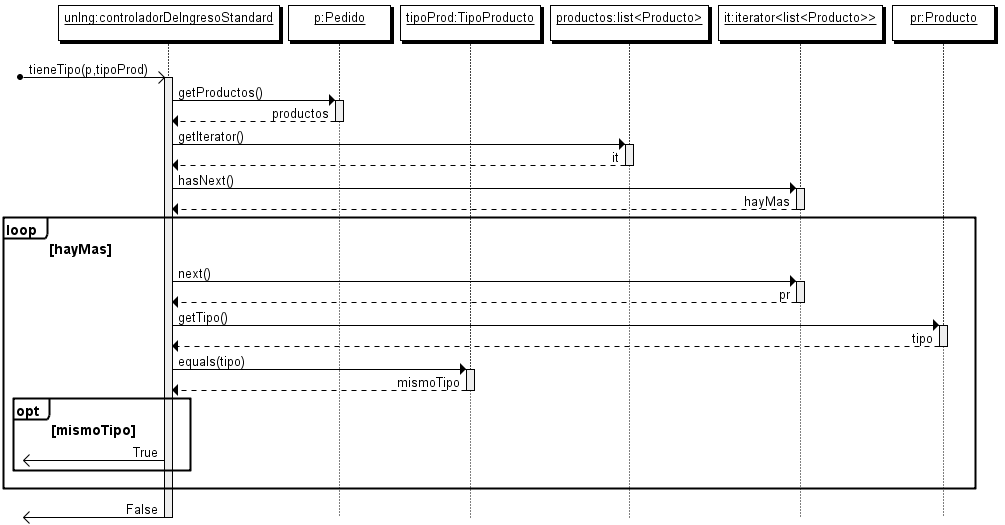 unIng:controladorDeIngresoStandard
p:Pedido
tipoProd:TipoProducto
productos:list<Producto>
it:iterator<list<Producto>>
pr:Producto
tieneTipo(p,tipoProd)
getProductos()
productos
getIterator()
it
hasNext()
hayMas
loop
[hayMas]
next()
pr
getTipo()
tipo
equals(tipo)
mismoTipo
opt
[mismoTipo]
True
False